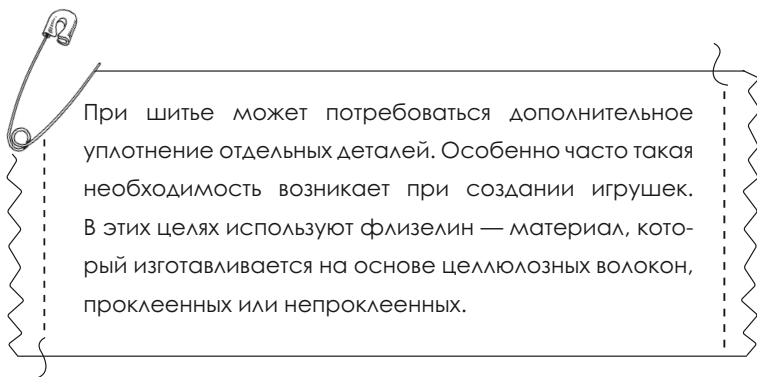 При шитье может потребоваться дополнительное
уплотнение отдельных деталей. Особенно часто такая
необходимость возникает при создании игрушек.
В этих целях используют флизелин — материал, кото-
рый изготавливается на основе целлюлозных волокон,
проклеенных или непроклеенных.